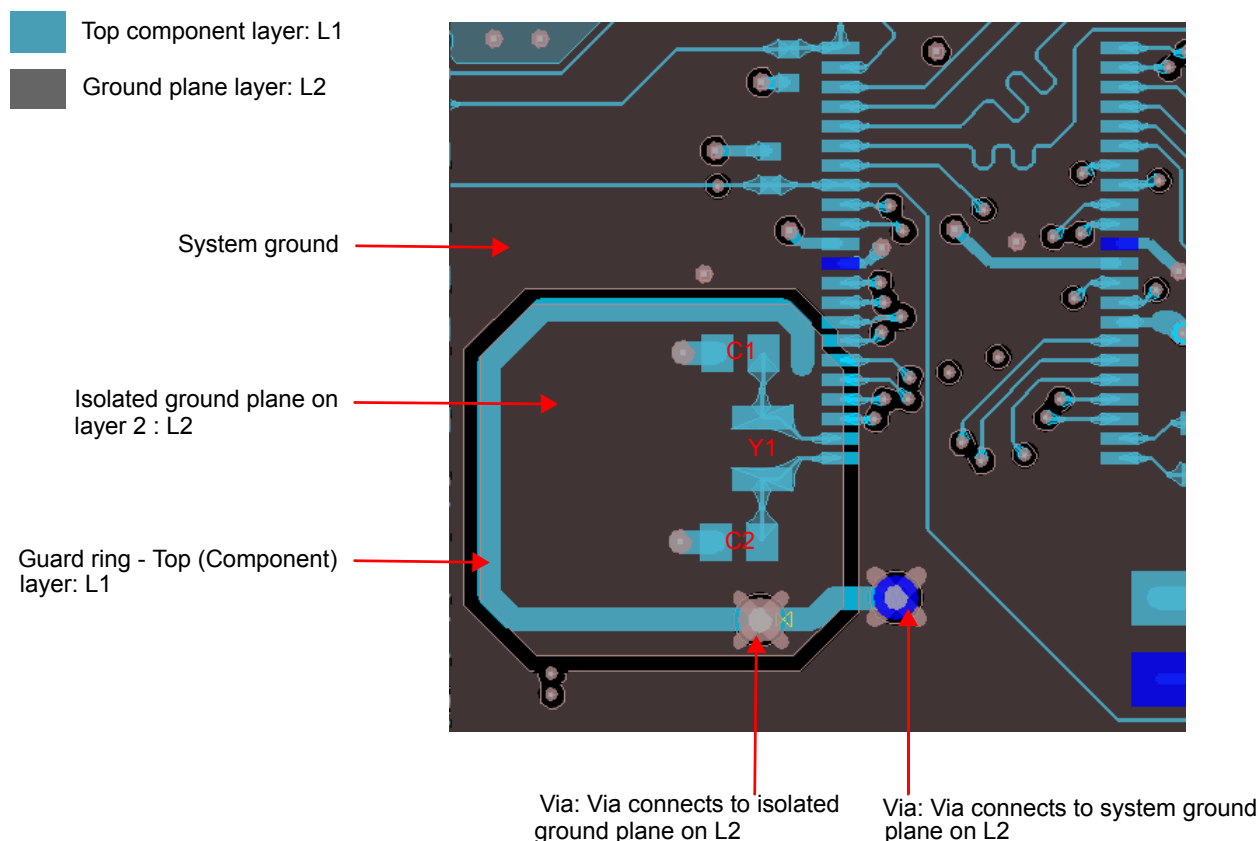 Top component layer: L1
Ground plane layer: L2
System ground
C1
Isolated ground plane on
layer 2 : L2
Y1
C2
Guard ring - Top (Component)
layer: L1
Via: Via connects to isolated
ground plane on L2
Via: Via connects to system ground
plane on L2